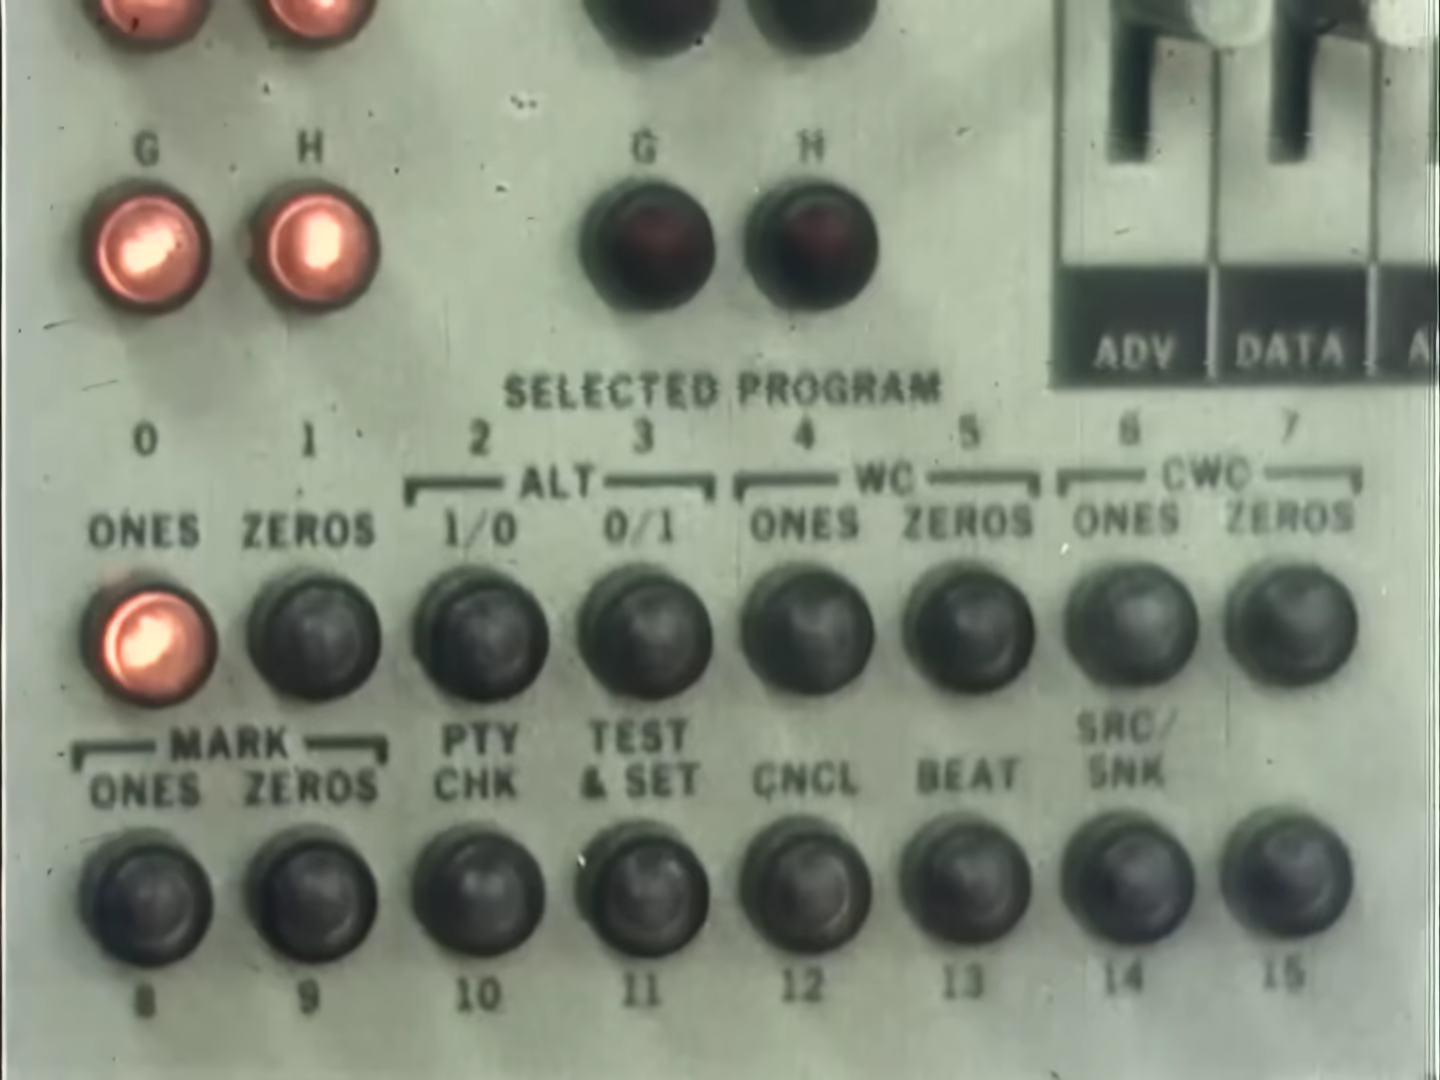 G H G H
ADV DATA A
SELECTED PROGRAM
0 1 2 3 4 5 6 7
ALT WC CWC
ONES ZEROS 1/0 0/1 ONES ZEROS ONES ZEROS
MARK PTY TEST SRC/
ONES ZEROS CHK & SET CNCL BEAT SNK
8 9 10 11 12 13 14 15